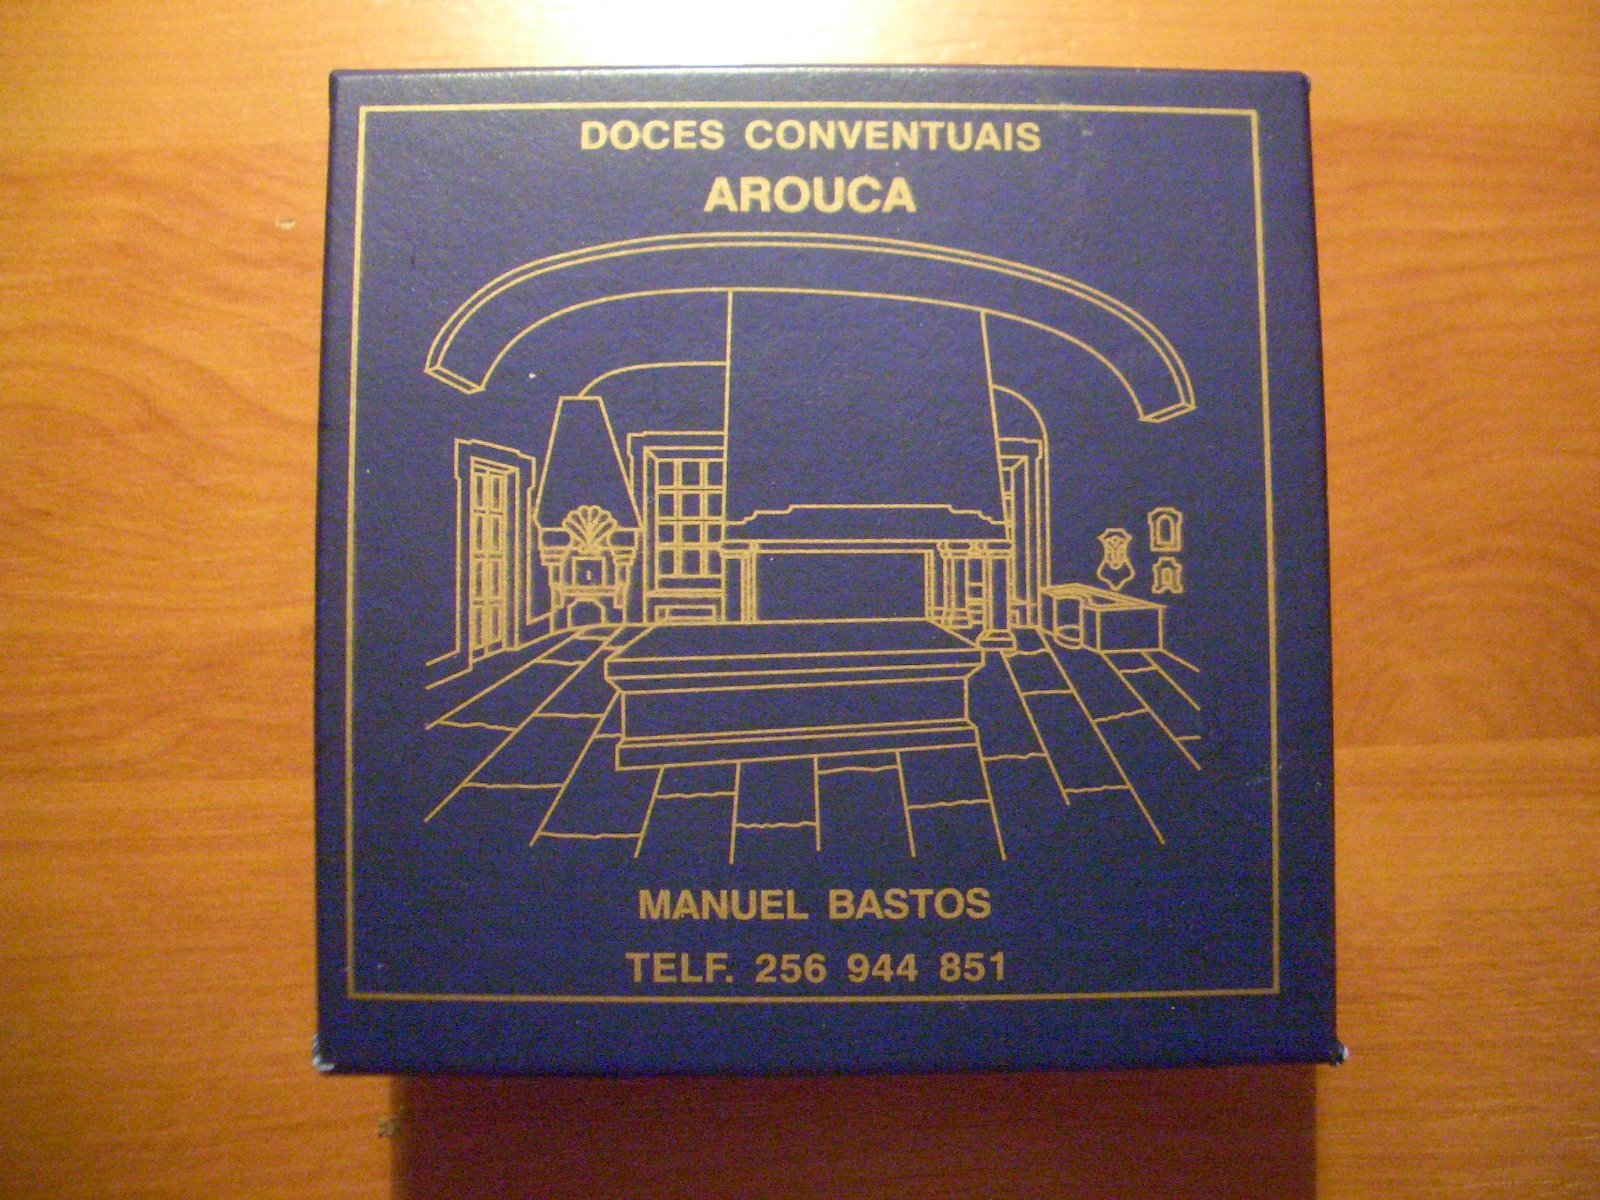 DOCES CONVENTUAIS
AROUCA
MANUEL BASTOS
TELF. 256 944 851